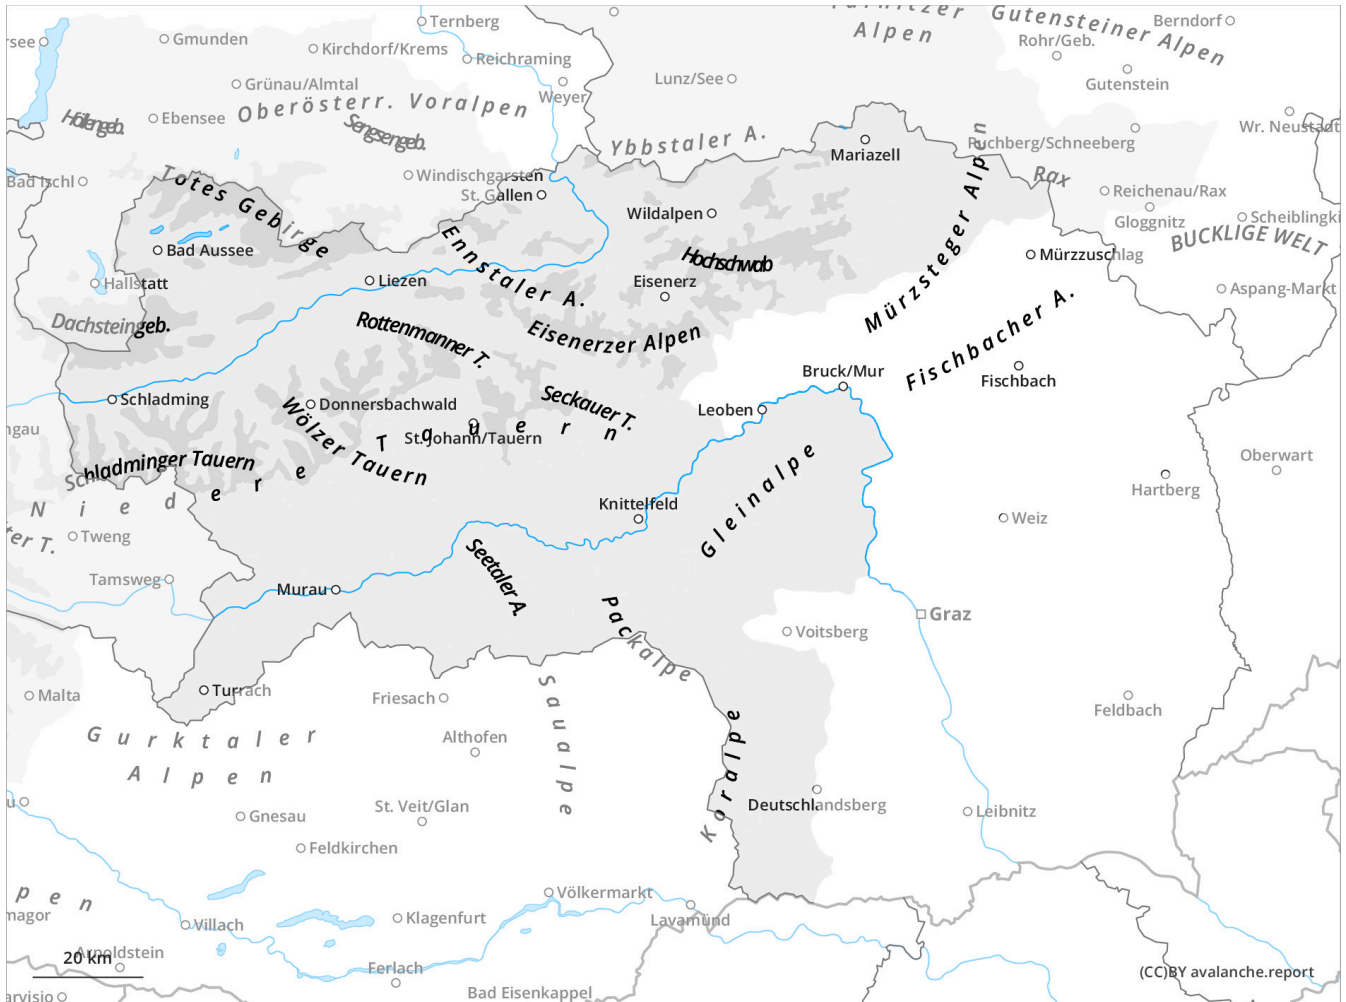 Ternberg
Gutensteiner Alpen
Alpen
Berndorf
Gmunden
Kirchdorf/Krems
Reichraming
Rohr/Geb.
Grünau/Almtal
Weyer
Lunz/See
Gutenstein
Oberösterr. Voralpen
Höllengeb.
Ebensee
Sengsengeb.
Ybbstaler A.
Mariazell
Puchberg/Schneeberg
Wr. Neustadt
Bad Ischl
Totes Gebirge
Windischgarsten
St. Gallen
Rax
Reichenau/Rax
Wildalpen
Gloggnitz
BUCKLIGE WELT
Bad Aussee
Ennstaler A.
Hochschwab
Mürzsteger Alpen
Mürzzuschlag
Hallstatt
Liezen
Eisenerz
Aspang-Markt
Dachsteingeb.
Rottenmanner T.
Eisenerzer Alpen
Fischbacher A.
Bruck/Mur
Fischbach
Schladming
Donnersbachwald
Seckauer T.
Leoben
Wölzer Tauern
St. Johann/Tauern
Schladminger Tauern
Niedere Tauern
Gleinalpe
Oberwart
Hartberg
Knittelfeld
Weiz
Tweng
Tamsweg
Murau
Seetaler A.
Packalpe
Graz
Voitsberg
Malta
Turrach
Friesach
Saualpe
Feldbach
Gurktaler
Alpen
Althofen
Koralpe
Gnesau
St. Veit/Glan
Deutschlandsberg
Leibnitz
Feldkirchen
Völkermarkt
Villach
Klagenfurt
Lavamünd
Arnoldstein
20 km
Ferlach
Bad Eisenkappel
(CC)BY avalanche.report